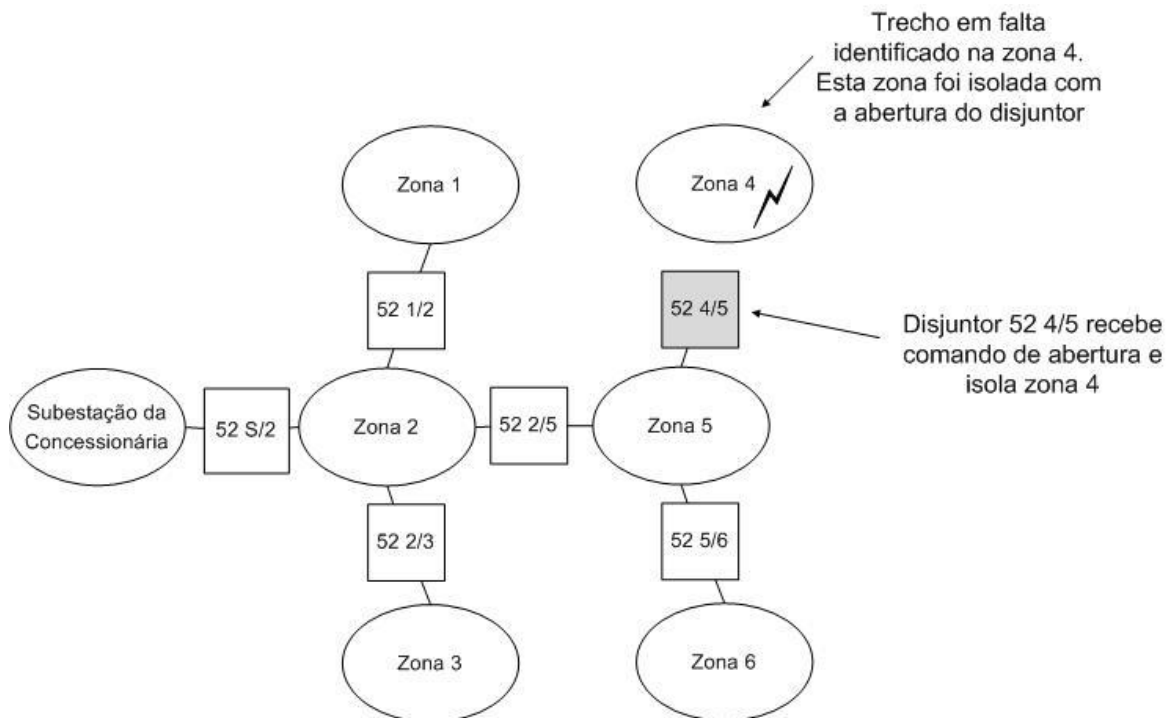 Trecho em falta
identificado na zona 4.
Esta zona foi isolada com
a abertura do disjuntor
Zona 1
Zona 4
52 1/2
52 4/5
Disjuntor 52 4/5 recebe
comando de abertura e
isola zona 4
Subestação da
Concessionária
52 S/2
Zona 2
52 2/5
Zona 5
52 2/3
52 5/6
Zona 3
Zona 6